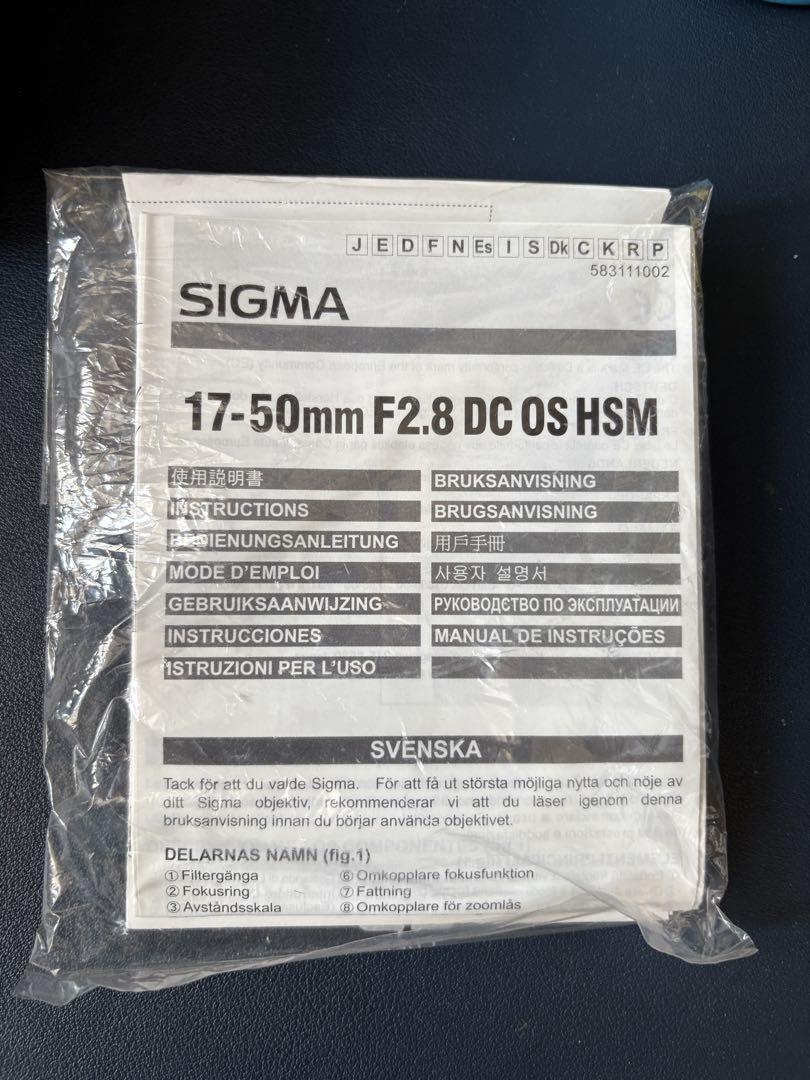 J E D F N Es I S Dk C K R P
583111002
SIGMA
17-50mm F2.8 DC OS HSM
使用説明書
INSTRUCTIONS
BEDIENUNGSANLEITUNG
MODE D'EMPLOI
GEBRUIKSAANWIJZING
INSTRUCCIONES
ISTRUZIONI PER L'USO
BRUKSANVISNING
BRUGSANVISNING
用戶手冊
사용자 설명서
РУКОВОДСТВО ПО ЭКСПЛУАТАЦИИ
MANUAL DE INSTRUÇÕES
SVENSKA
Tack för att du valde Sigma. För att få ut största möjliga nytta och nöje av
ditt Sigma objektiv, rekommenderar vi att du läser igenom denna
bruksanvisning innan du börjar använda objektivet.
DELARNAS NAMN (fig.1)
① Filtergänga
② Fokusring
③ Avståndsskala
⑥ Omkopplare fokusfunktion
⑦ Fattning
⑧ Omkopplare för zoomlås